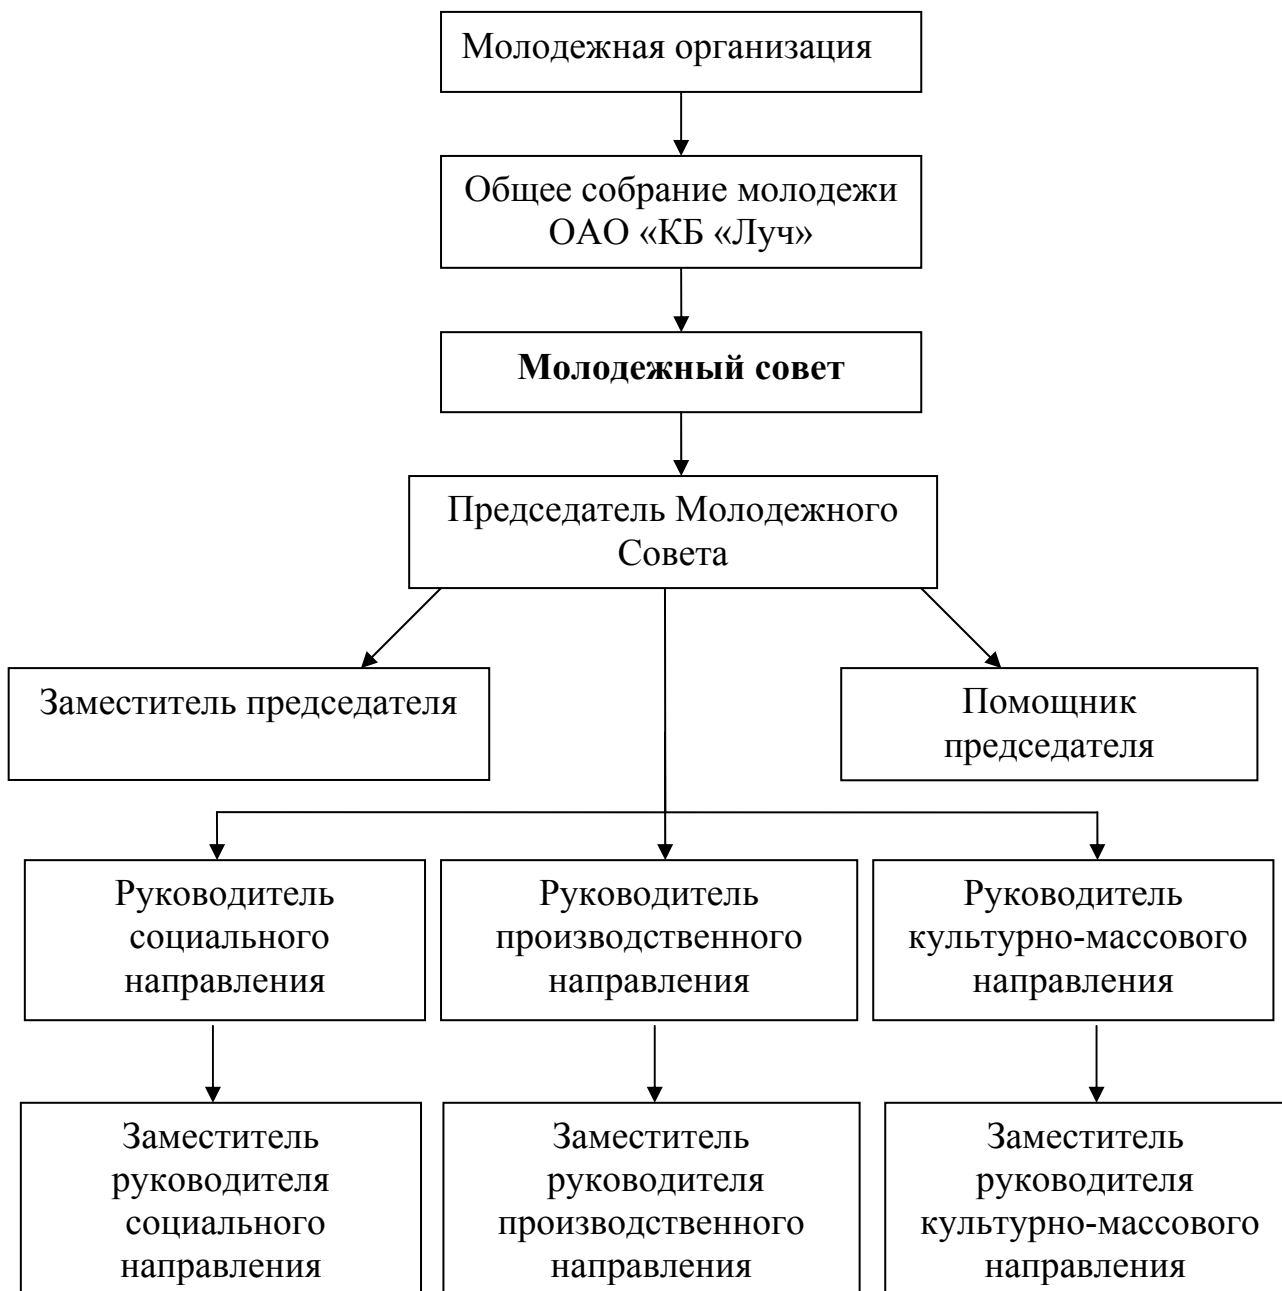 Молодежная организация
Общее собрание молодежи
ОАО «КБ «Луч»
Молодежный совет
Председатель Молодежного
Совета
Заместитель председателя
Помощник
председателя
Руководитель
социального
направления
Руководитель
производственного
направления
Руководитель
культурно-массового
направления
Заместитель
руководителя
социального
направления
Заместитель
руководителя
производственного
направления
Заместитель
руководителя
культурно-массового
направления